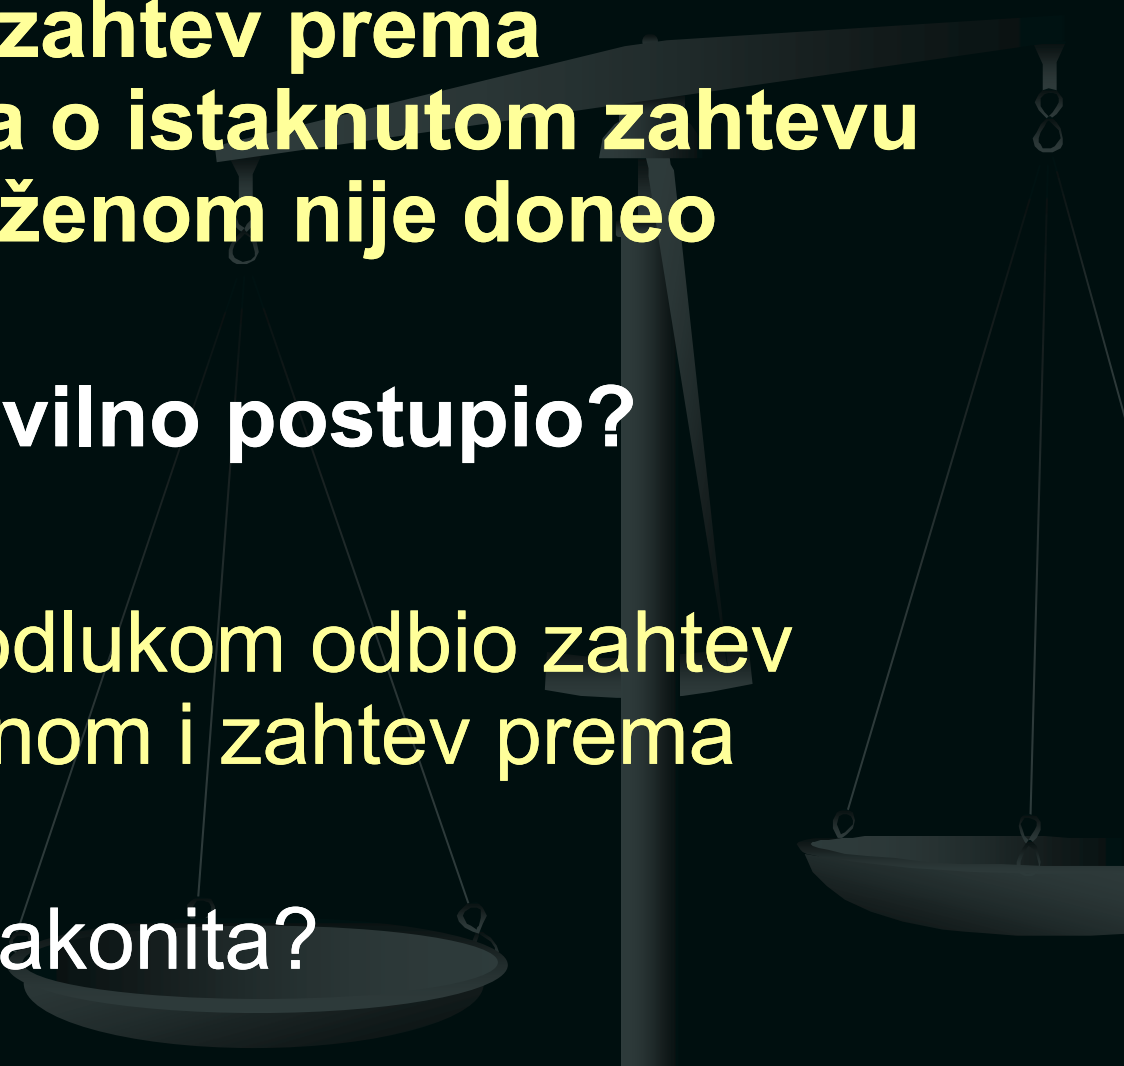 zahtev prema
a o istaknutom zahtevu
ženom nije doneo
vilno postupio?
odlukom odbio zahtev
nom i zahtev prema
akonita?